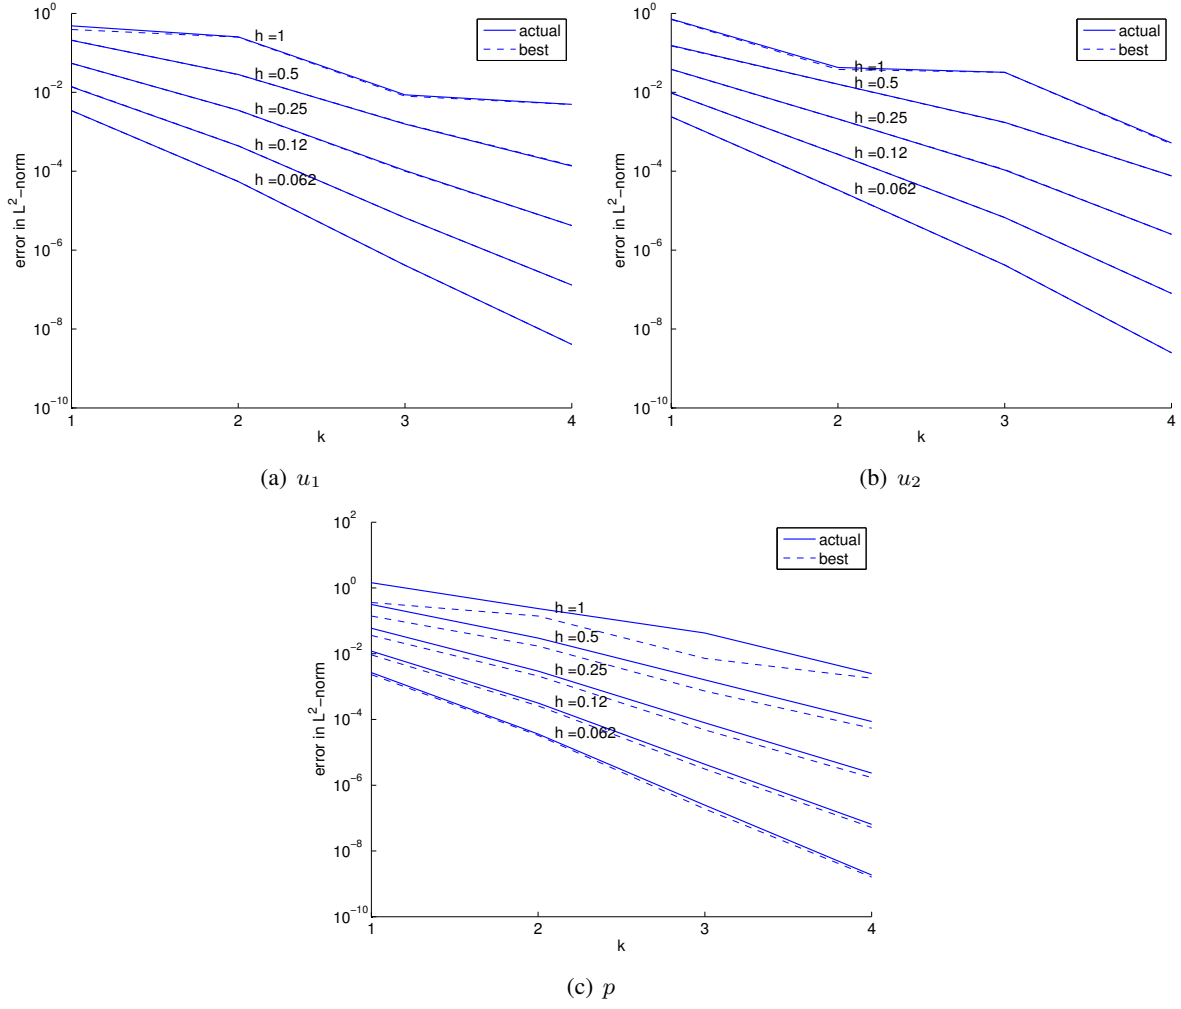 10^0
10^−2
10^−4
10^−6
10^−8
10^−10
error in L^2−norm
h =1
h =0.5
h =0.25
h =0.12
h =0.062
actual
best
1 2 3 4
k
(a) u_1
10^0
10^−2
10^−4
10^−6
10^−8
10^−10
error in L^2−norm
h =1
h =0.5
h =0.25
h =0.12
h =0.062
actual
best
1 2 3 4
k
(b) u_2
10^2
10^0
10^−2
10^−4
10^−6
10^−8
10^−10
error in L^2−norm
h =1
h =0.5
h =0.25
h =0.12
h =0.062
actual
best
1 2 3 4
k
(c) p